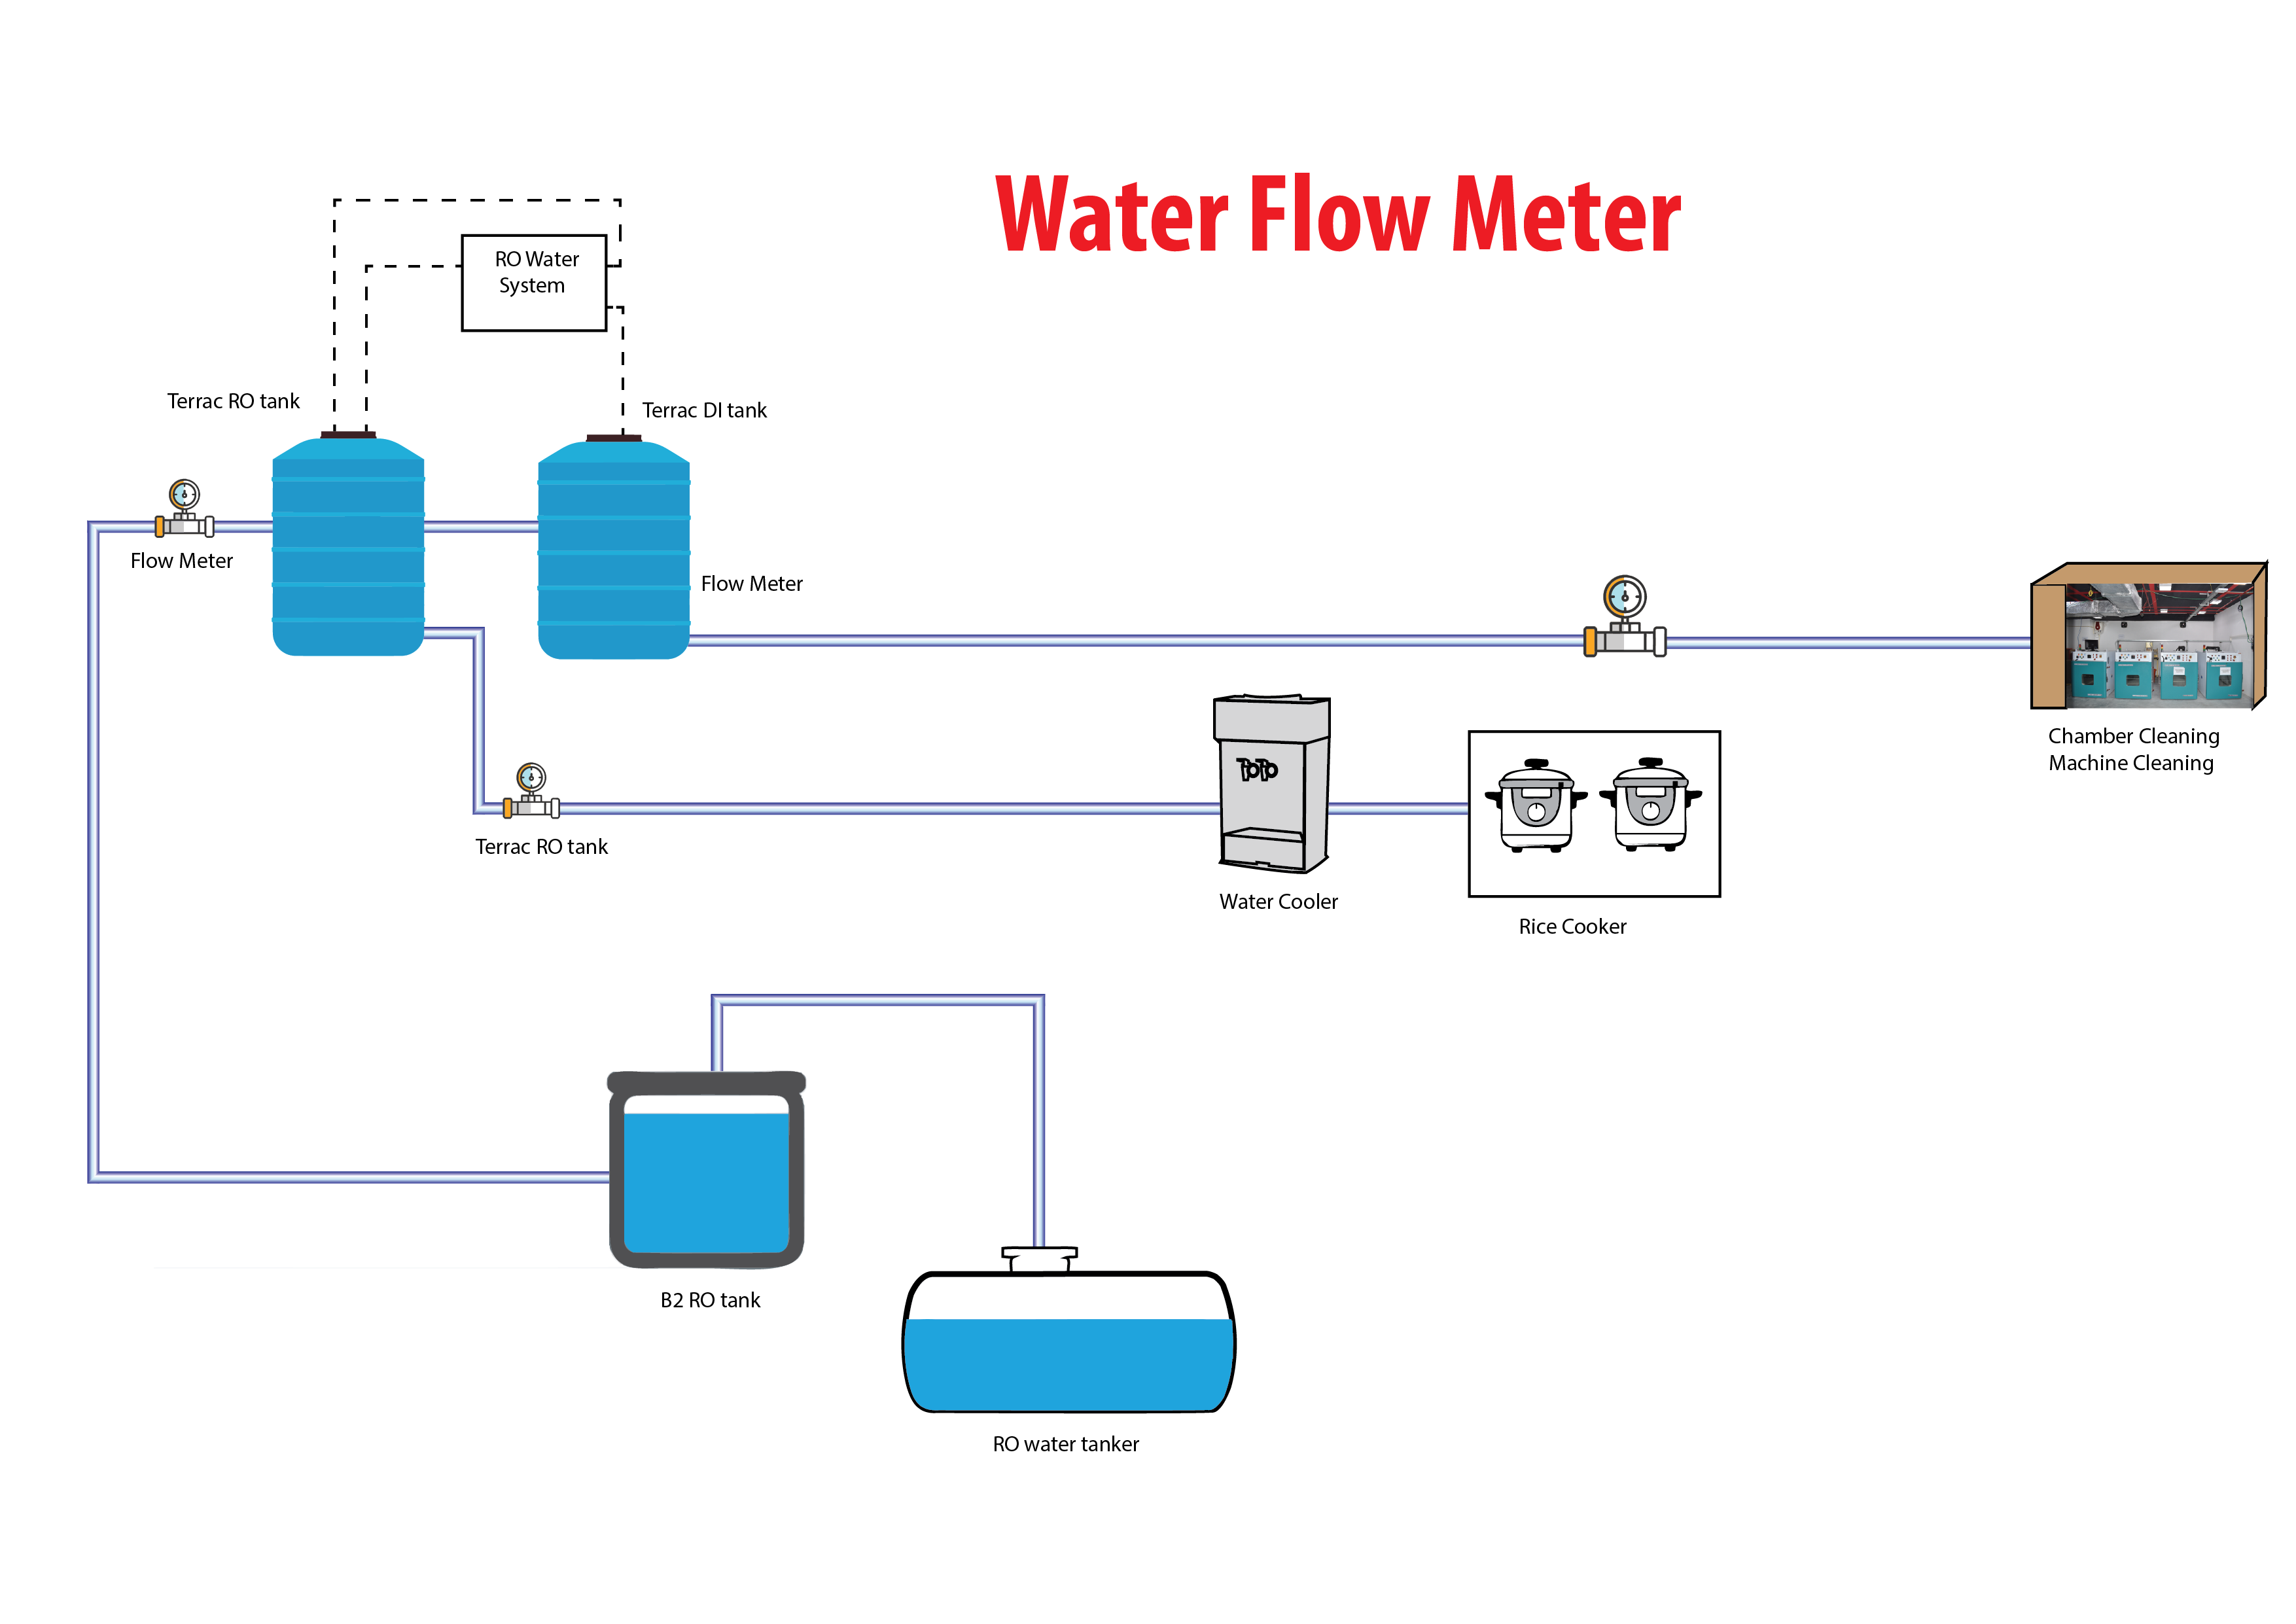 Water Flow Meter
RO Water
System
Terrac RO tank
Terrac DI tank
Flow Meter
Flow Meter
Chamber Cleaning
Machine Cleaning
Terrac RO tank
Water Cooler
Rice Cooker
B2 RO tank
RO water tanker